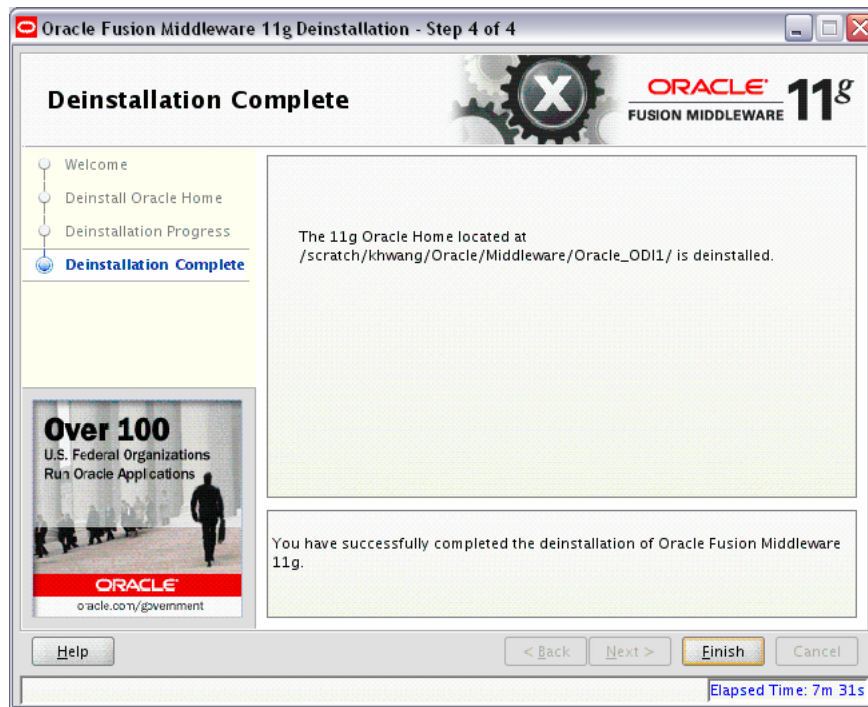 Oracle Fusion Middleware 11g Deinstallation - Step 4 of 4
Deinstallation Complete
X
ORACLE
FUSION MIDDLEWARE
11g
Welcome
Deinstall Oracle Home
Deinstallation Progress
Deinstallation Complete
The 11g Oracle Home located at
/scratch/khwang/Oracle/Middleware/Oracle_ODI1/ is deinstalled.
Over 100
U.S. Federal Organizations
Run Oracle Applications
ORACLE
oracle.com/government
You have successfully completed the deinstallation of Oracle Fusion Middleware
11g.
Help
< Back
Next >
Finish
Cancel
Elapsed Time: 7m 31s